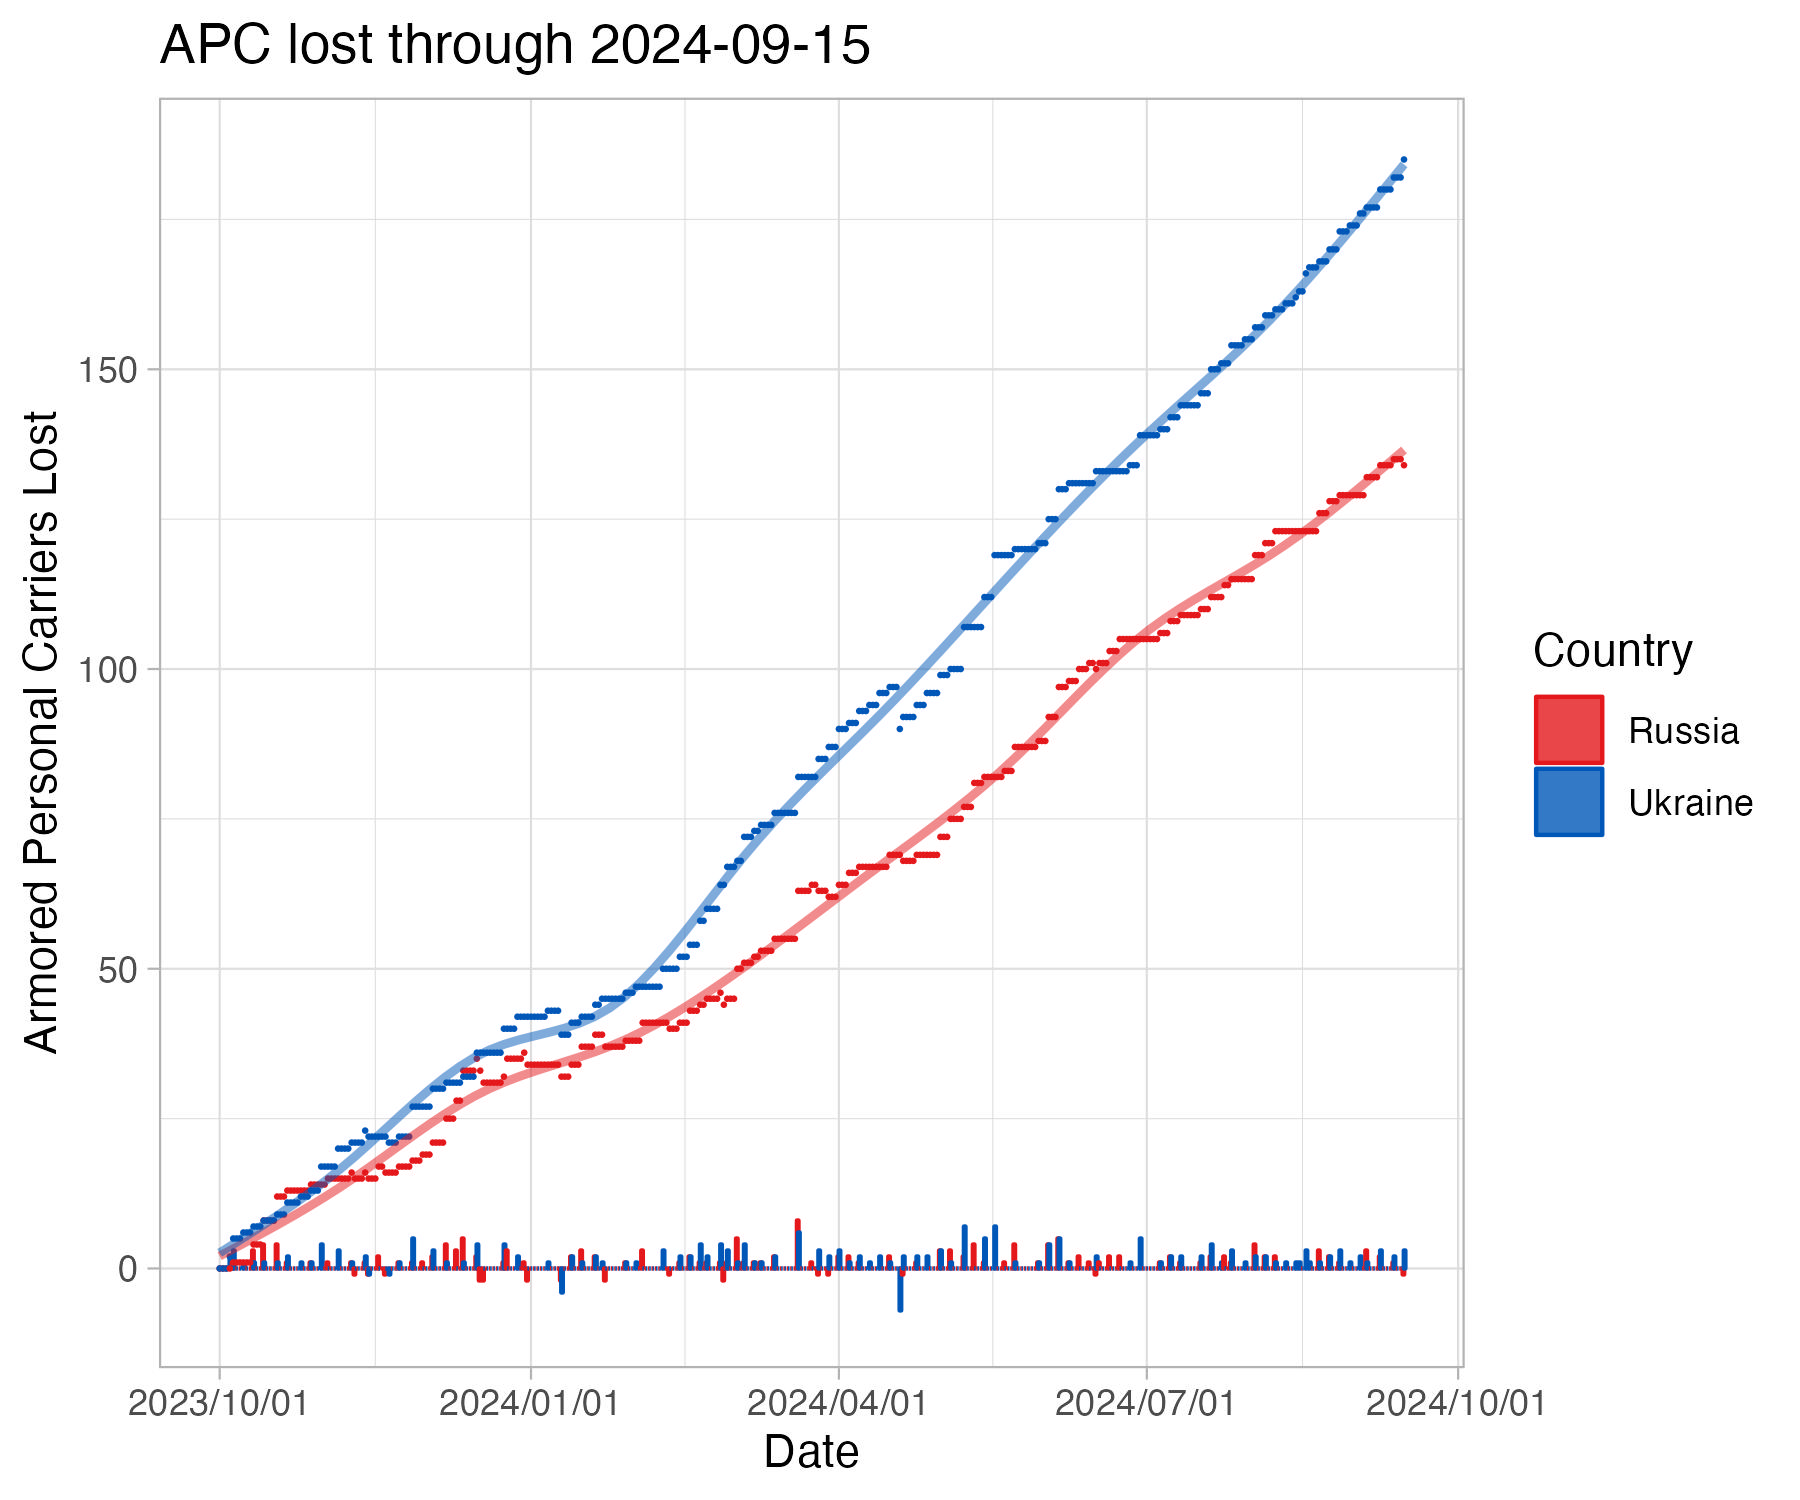 APC lost through 2024-09-15
Armored Personal Carriers Lost
150
100
50
0
2023/10/01
2024/01/01
2024/04/01
2024/07/01
2024/10/01
Date
Country
Russia
Ukraine